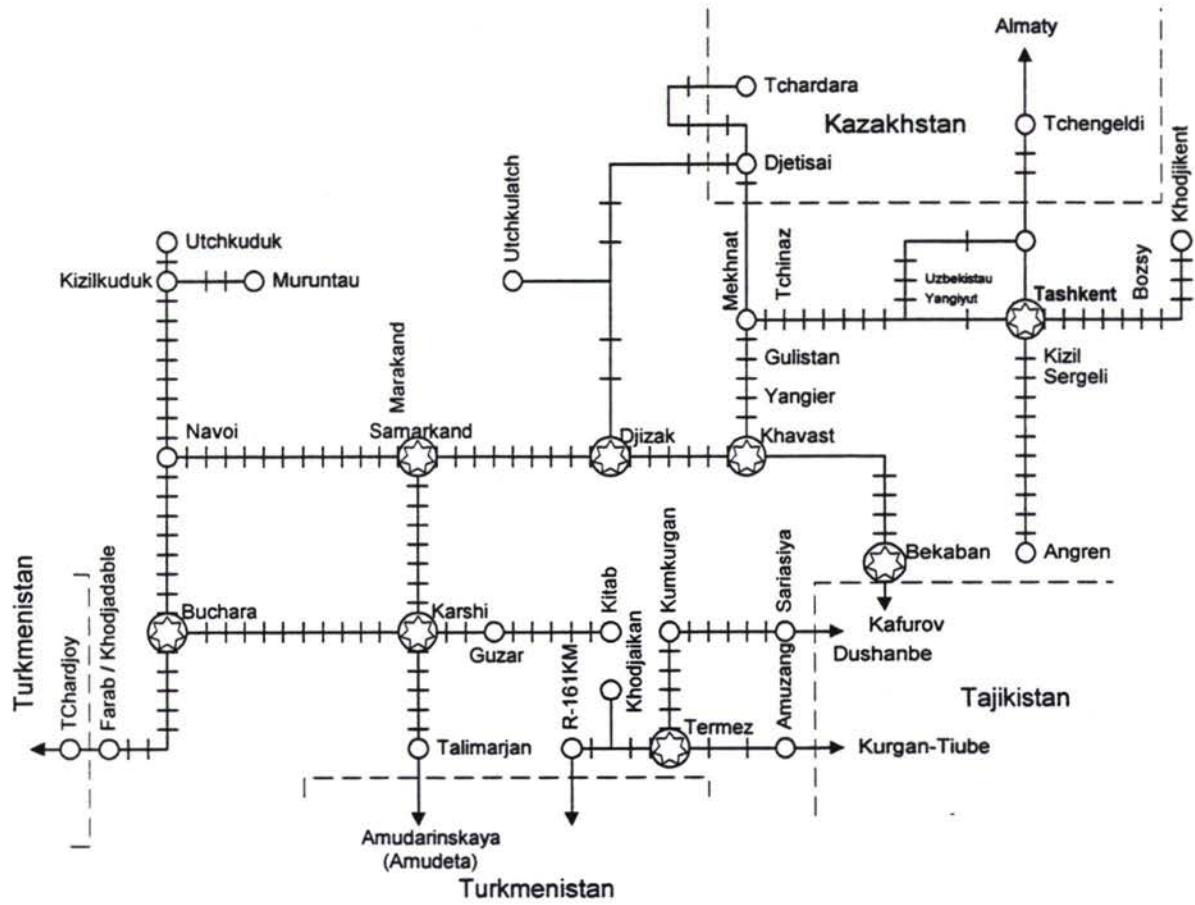 Almaty
Tchardara
Kazakhstan
Tchengeldi
Djetisai
Khodjikent
Utchkulatch
Utchkuduk
Kizilkuduk
Muruntau
Mekhnat
Tchinaz
Uzbekistau
Yangiyut
Tashkent
Bozsy
Gulistan
Kizil
Sergeli
Yangier
Marakand
Navoi
Samarkand
Djizak
Khavast
Bekaban
Angren
Turkmenistan
TChardjoy
Farab / Khodjadable
Buchara
Karshi
Guzar
Kitab
Kumkurgan
Sariasiya
Kafurov
Dushanbe
R-161KM
Khodjaikan
Termez
Amuzang
Tajikistan
Talimarjan
Kurgan-Tiube
Amudarinskaya
(Amudeta)
Turkmenistan